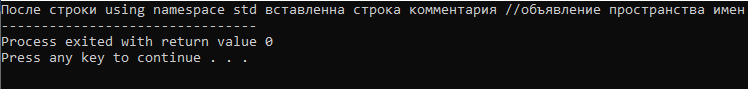 После строки using namespace std вставленна строка комментария //объявление пространства имен
--------------------------------
Process exited with return value 0
Press any key to continue . . .